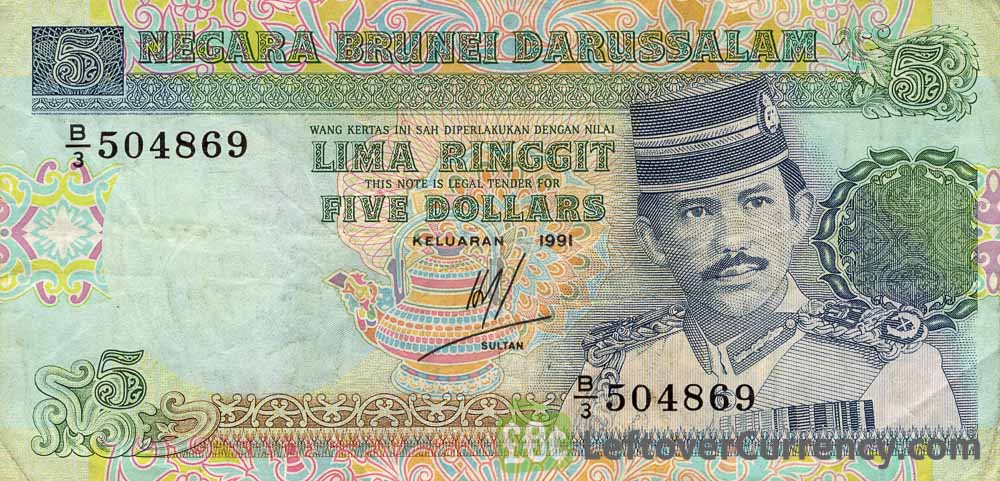 5 NEGARA BRUNEI DARUSSALAM 5
B/3 504869
WANG KERTAS INI SAH DIPERLAKUKAN DENGAN NILAI
LIMA RINGGIT
THIS NOTE IS LEGAL TENDER FOR
FIVE DOLLARS
KELUARAN 1991
SULTAN
5
B/3 504869
LeftoverCurrency.com